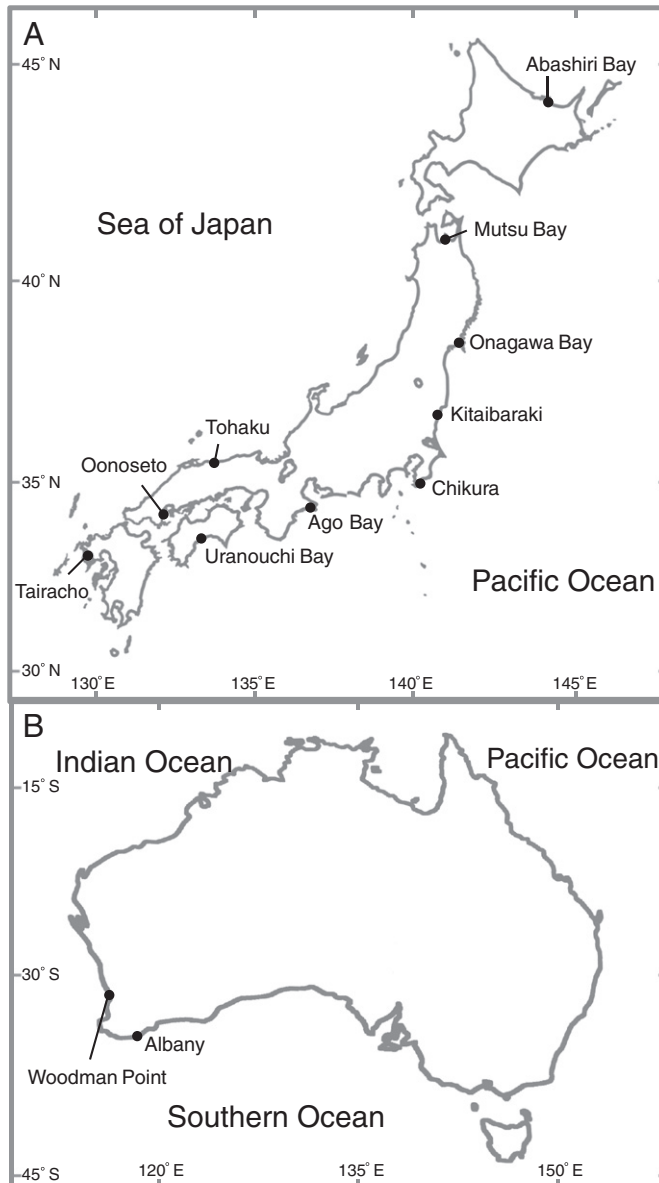 A
45° N
Abashiri Bay
Sea of Japan
Mutsu Bay
40° N
Onagawa Bay
Kitaibaraki
Tohaku
Oonoseto
35° N
Chikura
Ago Bay
Uranouchi Bay
Tairacho
Pacific Ocean
30° N
130° E
135° E
140° E
145° E
B
Indian Ocean
Pacific Ocean
15° S
30° S
Albany
Woodman Point
Southern Ocean
45° S
120° E
135° E
150° E